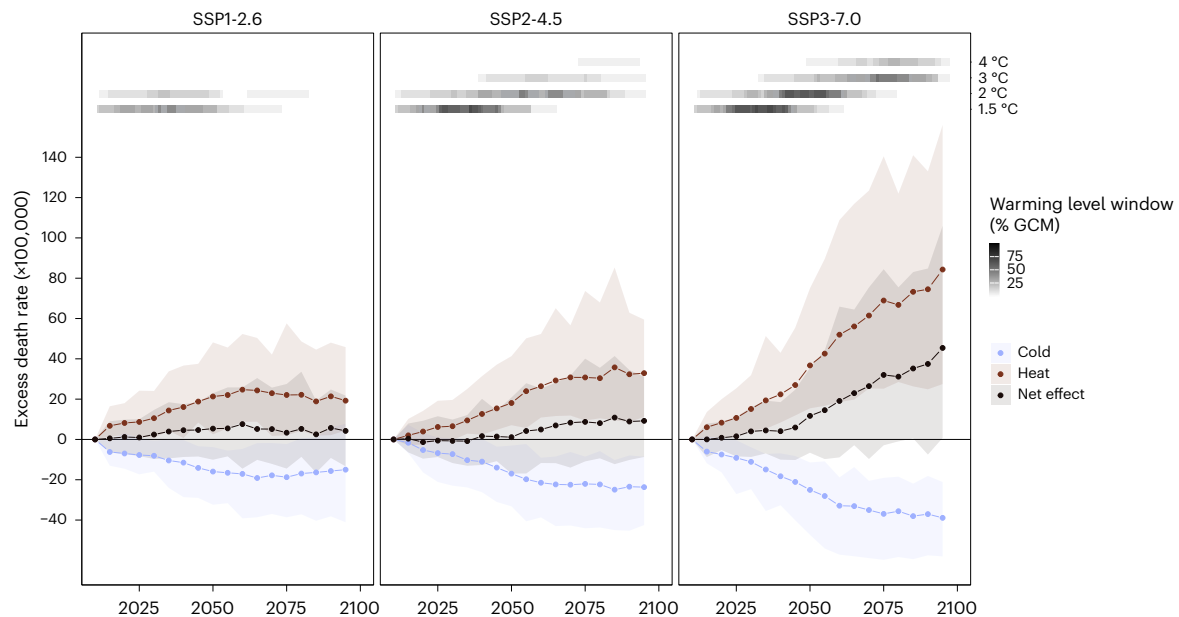 SSP1-2.6
SSP2-4.5
SSP3-7.0
4 °C
3 °C
2 °C
1.5 °C
Excess death rate (×100,000)
140
120
100
80
60
40
20
0
−20
−40
2025
2050
2075
2100
2025
2050
2075
2100
2025
2050
2075
2100
Warming level window
(% GCM)
75
50
25
Cold
Heat
Net effect